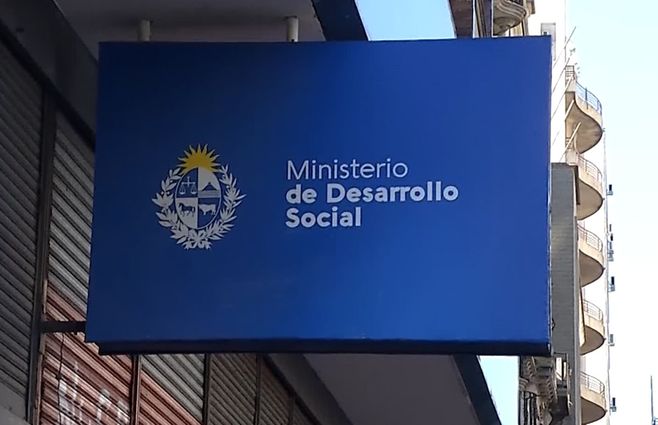 Ministerio
de Desarrollo
Social